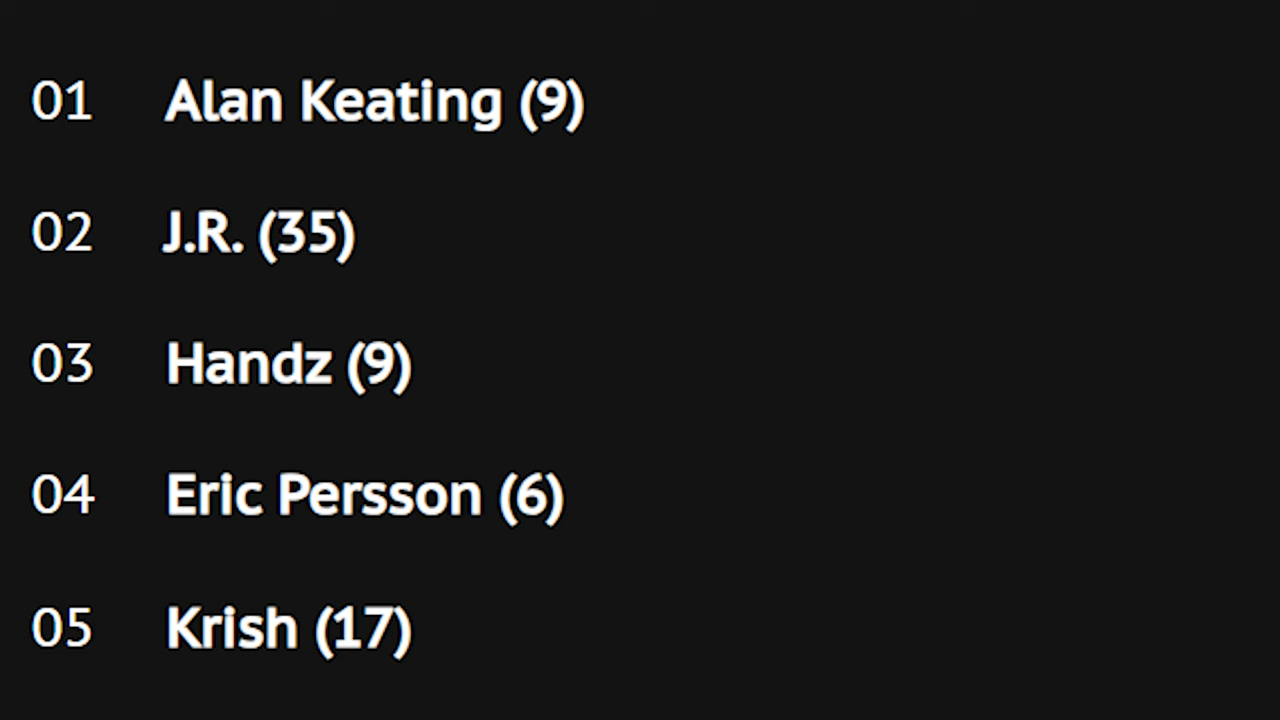 01 Alan Keating (9)
02 J.R. (35)
03 Handz (9)
04 Eric Persson (6)
05 Krish (17)